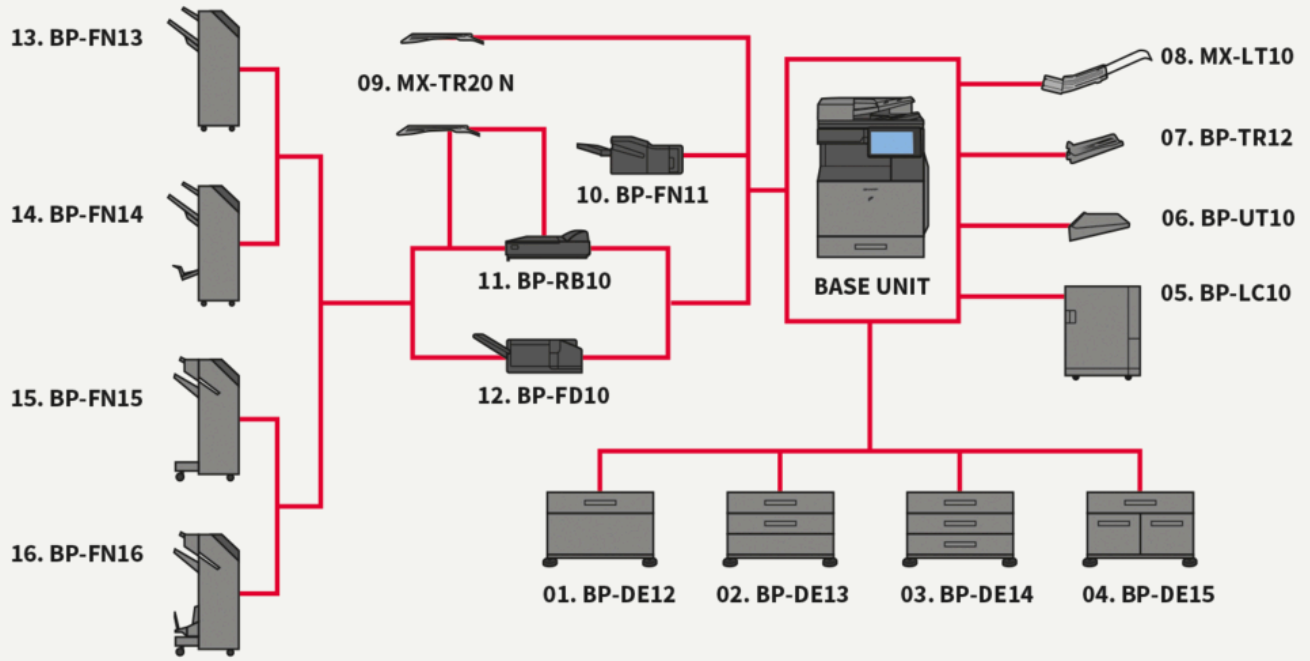 13. BP-FN13
14. BP-FN14
15. BP-FN15
16. BP-FN16
09. MX-TR20 N
10. BP-FN11
11. BP-RB10
12. BP-FD10
BASE UNIT
08. MX-LT10
07. BP-TR12
06. BP-UT10
05. BP-LC10
01. BP-DE12
02. BP-DE13
03. BP-DE14
04. BP-DE15